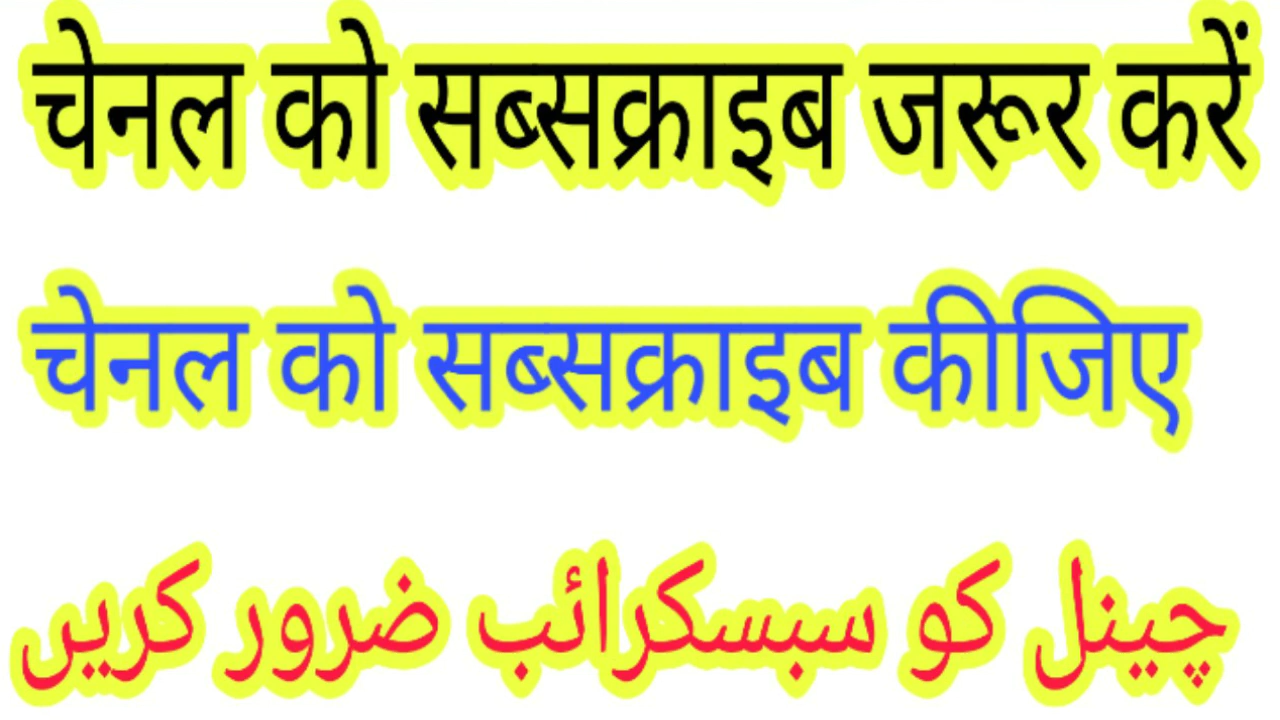 चेनल को सब्सक्राइब जरूर करें
चेनल को सब्सक्राइब कीजिए
چینل کو سبسکرائب ضرور کریں